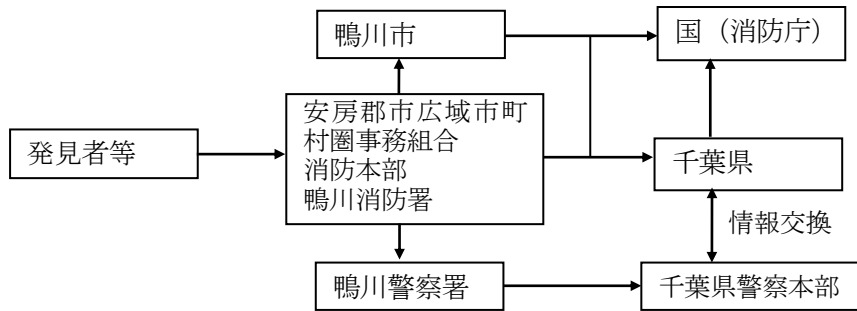 鴨川市
国（消防庁）
発見者等
安房郡市広域市町
村圏事務組合
消防本部
鴨川消防署
千葉県
情報交換
鴨川警察署
千葉県警察本部